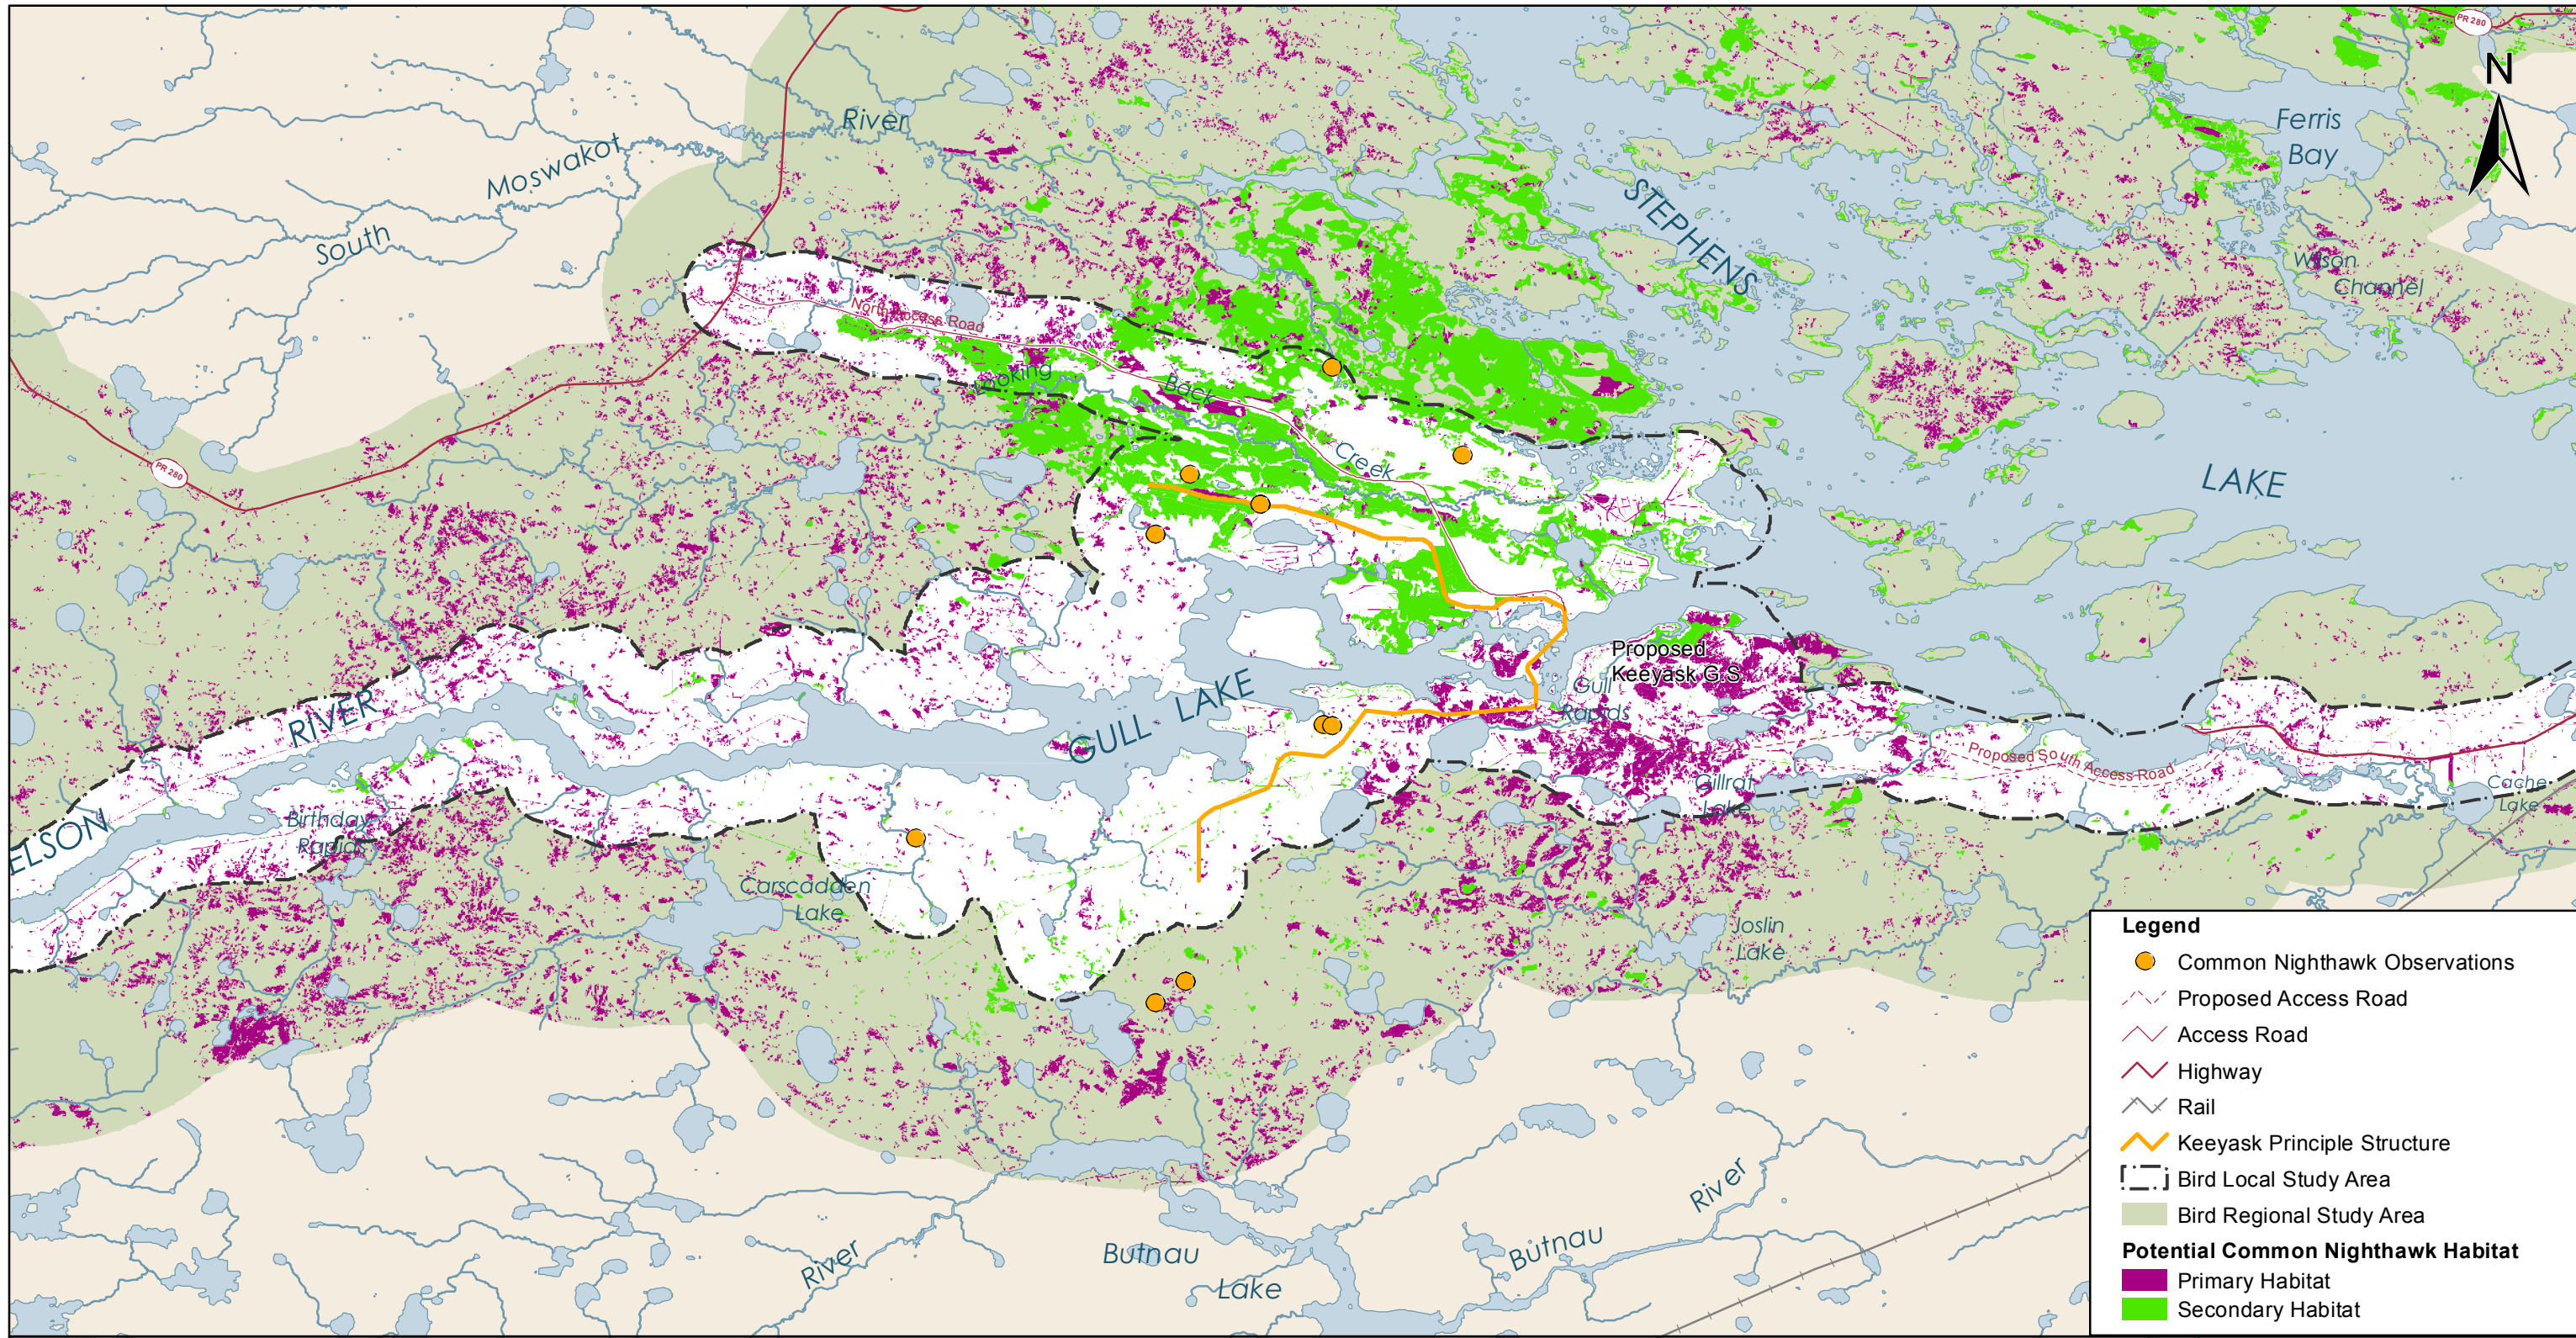 PR 280
N
Ferris
Bay
River
Moswakot
South
STEPHENS
Wilson
Channel
North Access Road
Looking
Back
Creek
PR 280
LAKE
Proposed
Keeyask G.S
Gull
Rapids
RIVER
GULL LAKE
Proposed South Access Road
Gillrat
Lake
Cache
Lake
ELSON
Birthday
Rapids
Carscadden
Lake
Joslin
Lake
River
Butnau
River
Butnau
Lake
Legend
Common Nighthawk Observations
Proposed Access Road
Access Road
Highway
Rail
Keeyask Principle Structure
Bird Local Study Area
Bird Regional Study Area
Potential Common Nighthawk Habitat
Primary Habitat
Secondary Habitat